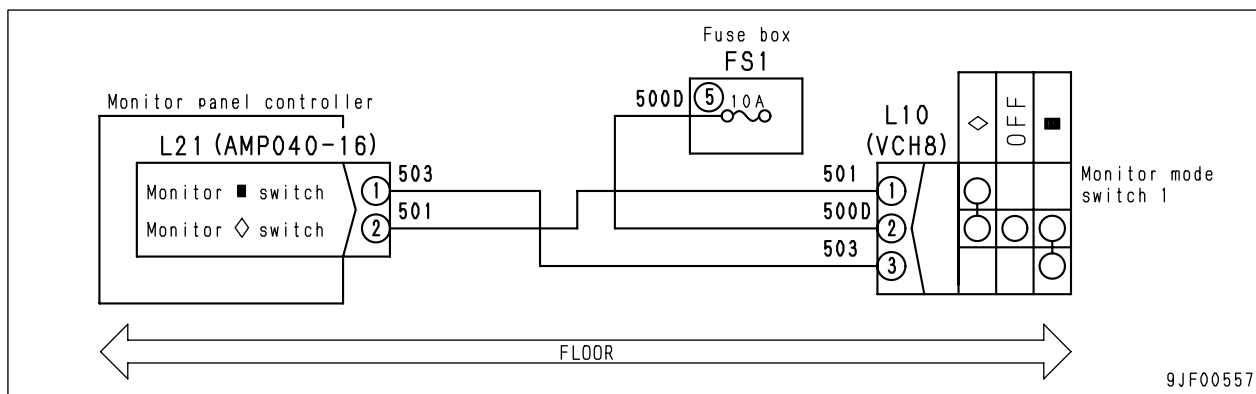 Fuse box
FS1
500D
5
10A
Monitor panel controller
L21 (AMP040-16)
Monitor ■ switch
Monitor ◇ switch
1
2
503
501
L10
(VCH8)
501
500D
503
1
2
3
◇
OFF
■
Monitor mode
switch 1
FLOOR
9JF00557